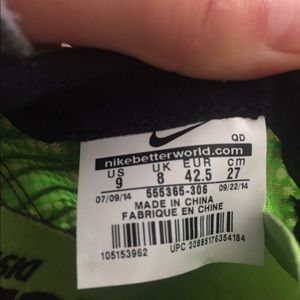 QD
nikebetterworld.com
US UK EUR cm
9 8 42.5 27
07/09/14 555365-306 09/22/14
MADE IN CHINA
FABRIQUE EN CHINE
105153962 UPC 00885176354184